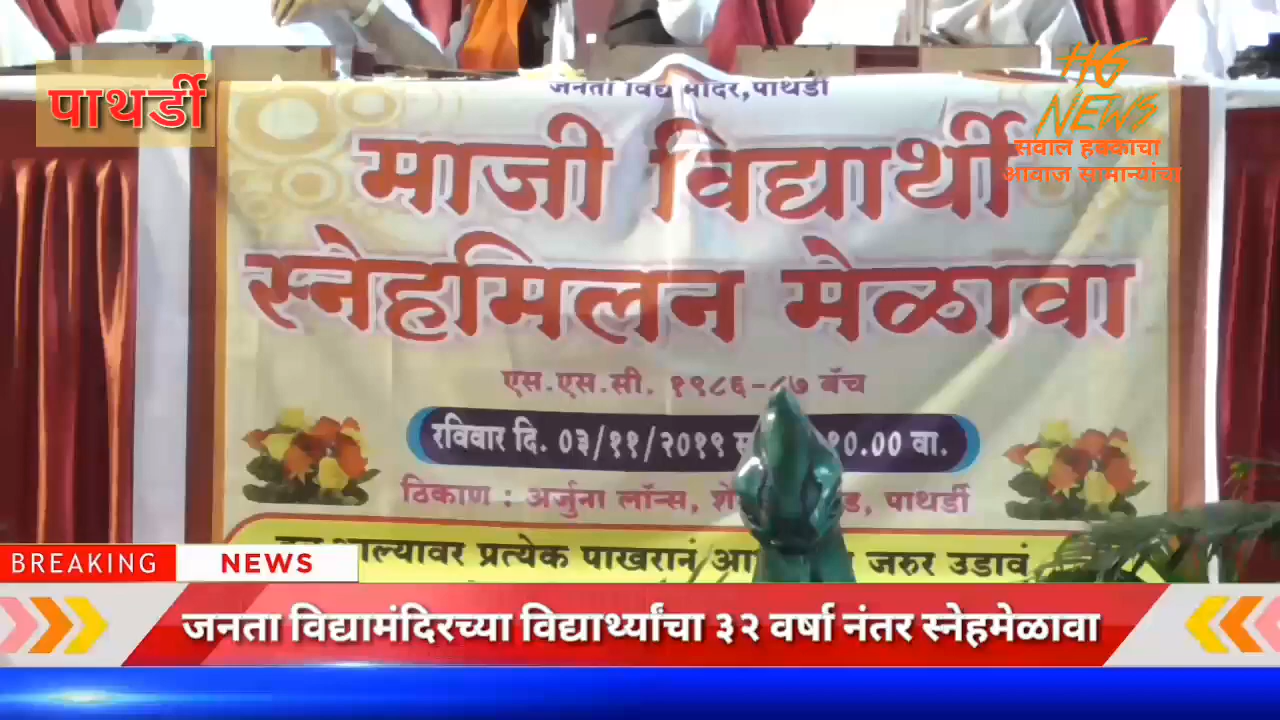 जनता विद्या मंदिर, पाथर्डी
पाथर्डी
HG
NEWS
सवाल हक्काचा
आवाज सामान्यांचा
माजी विद्यार्थी
स्नेहमिलन मेळावा
एस.एस.सी. १९८६-८७ बॅच
रविवार दि. ०३/११/२०१९ १०.०० वा.
ठिकाण : अर्जुना लॉन्स, पाथर्डी
प्रत्येक पाखरानं जरुर उडावं
BREAKING NEWS
जनता विद्यामंदिरच्या विद्यार्थ्यांचा ३२ वर्षा नंतर स्नेहमेळावा